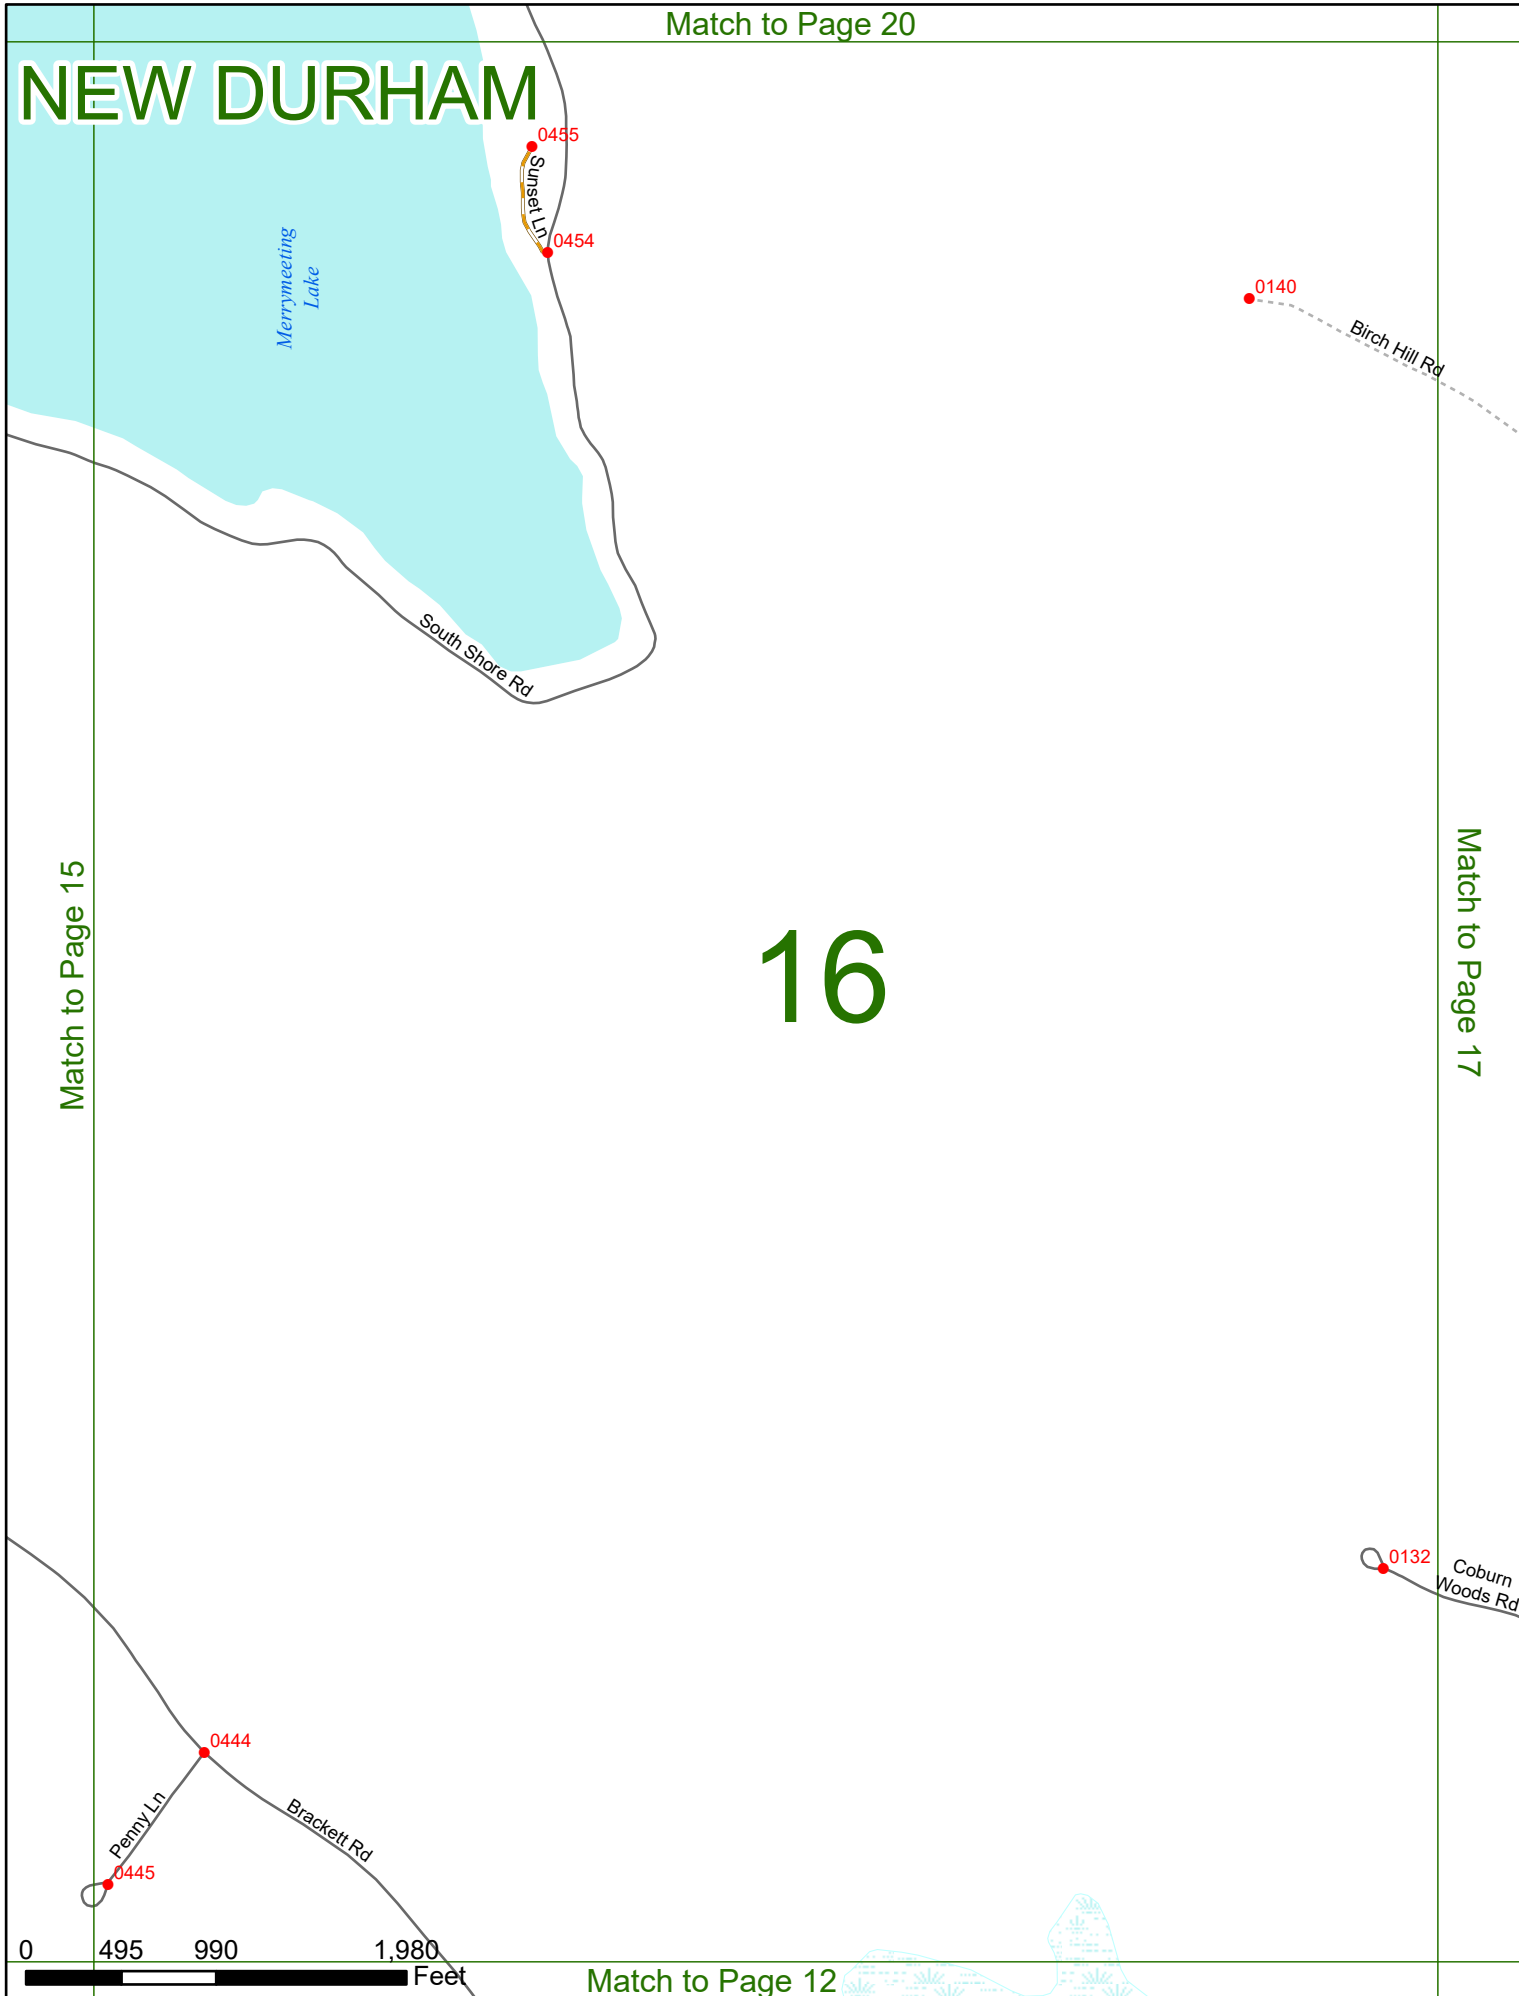 Match to Page 20
NEW DURHAM
0455
Sunset Ln
0454
Merrymeeting
Lake
0140
Birch Hill Rd
South Shore Rd
Match to Page 15
16
Match to Page 17
0132
Coburn
Woods Rd
0444
Penny Ln
Brackett Rd
0445
0 495 990 1,980
Feet
Match to Page 12